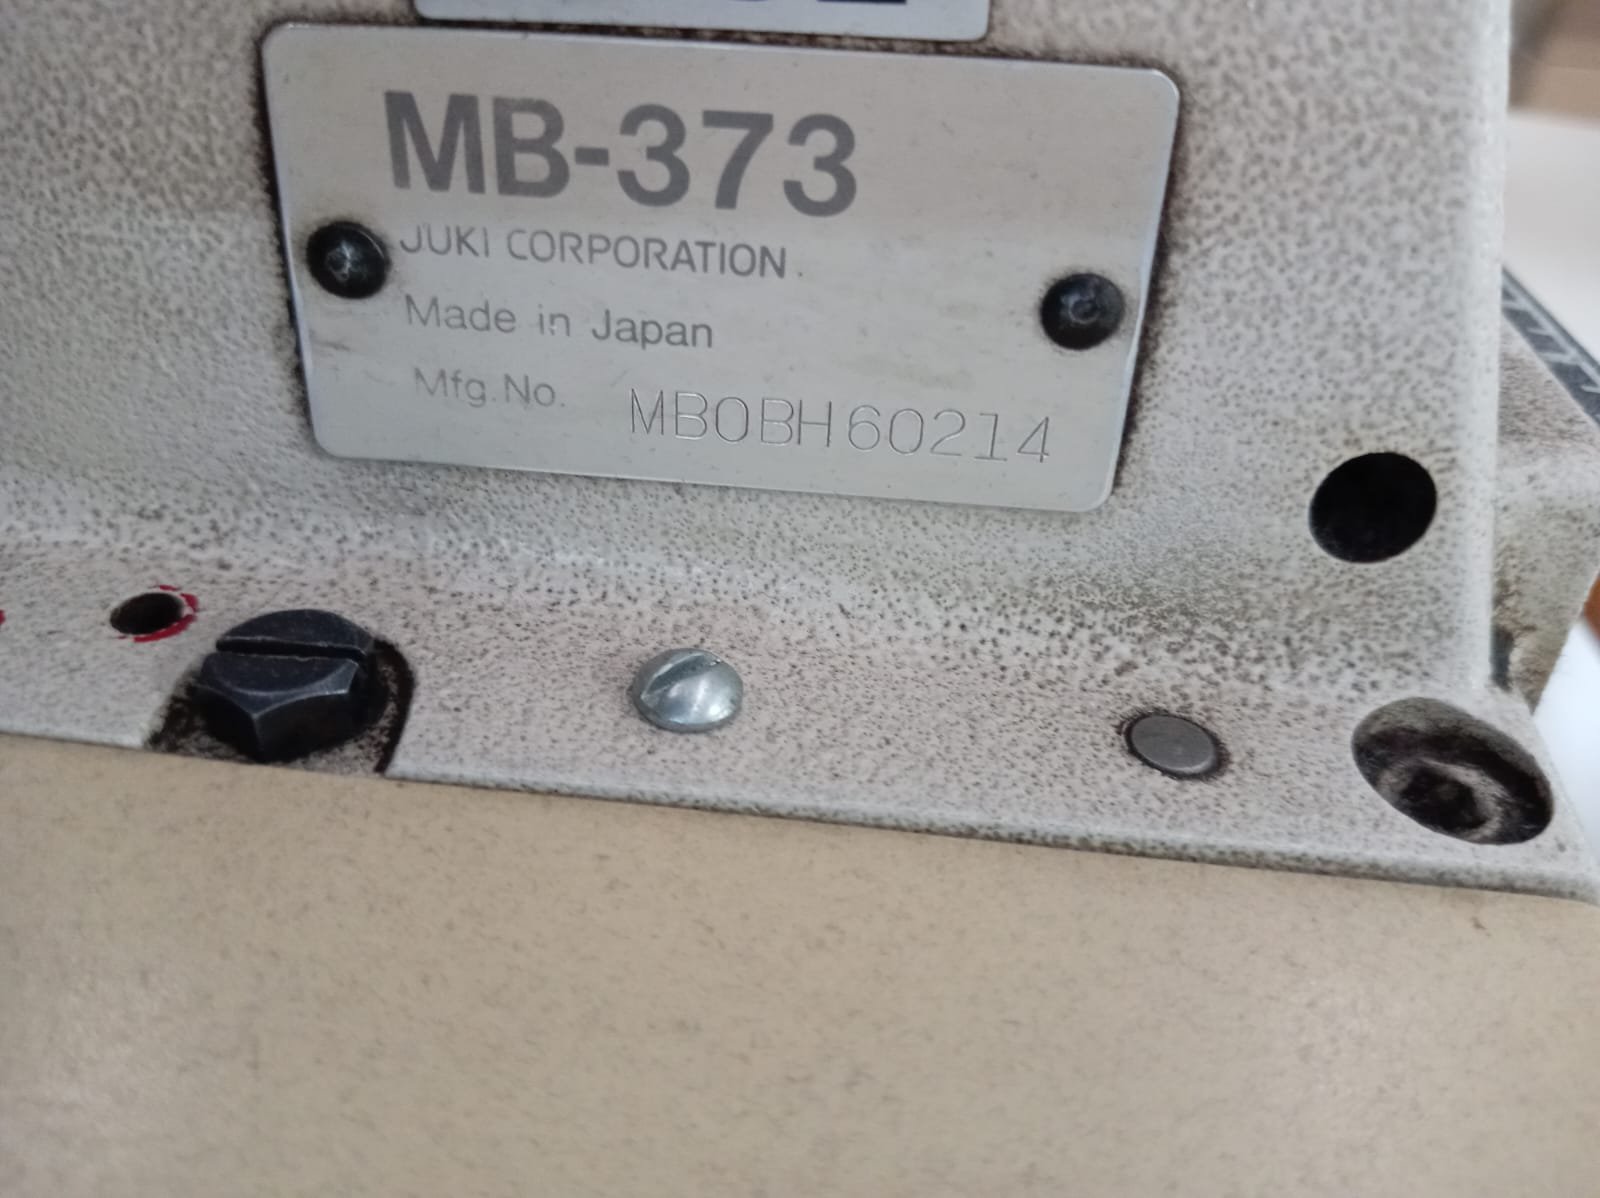 MB-373
JUKI CORPORATION.
Made in Japan
Mfg.No. MB0BH60214